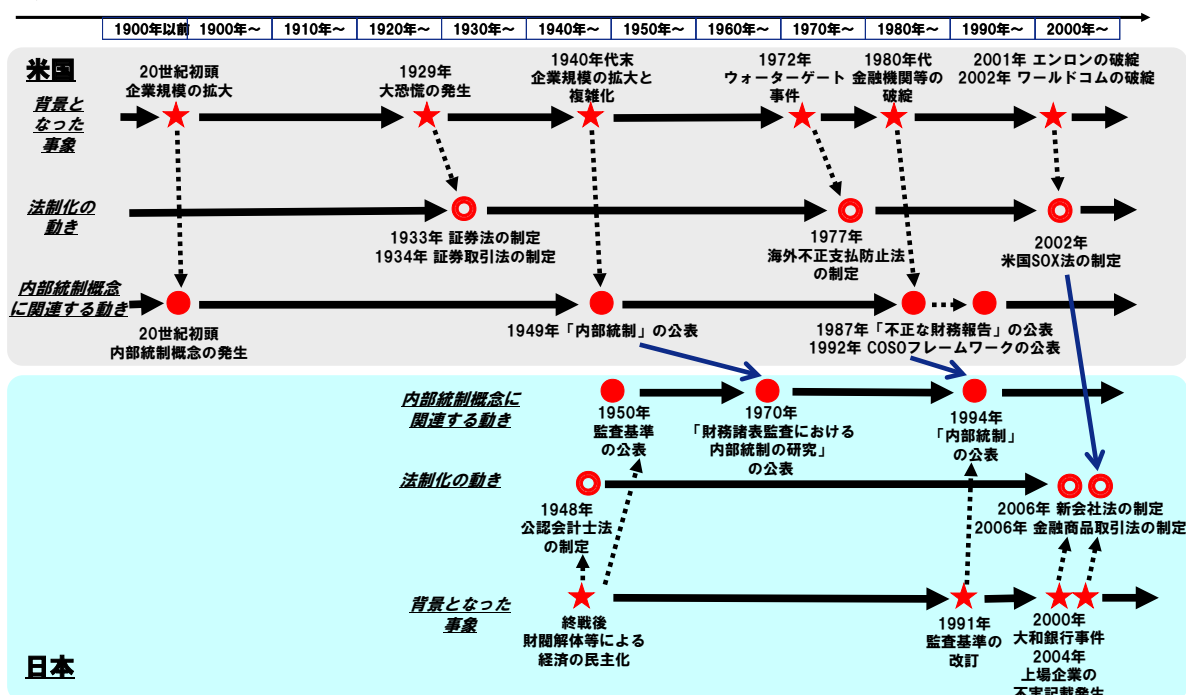 1900年以前
1900年~
1910年~
1920年~
1930年~
1940年~
1950年~
1960年~
1970年~
1980年~
1990年~
2000年~
米国
背景と
なった
事象
20世紀初頭
企業規模の拡大
1929年
大恐慌の発生
1940年代末
企業規模の拡大と
複雑化
1972年
ウォーターゲート
事件
1980年代
金融機関等の
破綻
2001年 エンロンの破綻
2002年 ワールドコムの破綻
法制化の
動き
1933年 証券法の制定
1934年 証券取引法の制定
1977年
海外不正支払防止法
の制定
2002年
米国SOX法の制定
内部統制概念
に関連する動き
20世紀初頭
内部統制概念の発生
1949年「内部統制」の公表
1987年「不正な財務報告」の公表
1992年 COSOフレームワークの公表
内部統制概念に
関連する動き
1950年
監査基準
の公表
1970年
「財務諸表監査における
内部統制の研究」
の公表
1994年
「内部統制」
の公表
法制化の動き
1948年
公認会計士法
の制定
2006年 新会社法の制定
2006年 金融商品取引法の制定
背景となった
事象
終戦後
財閥解体等による
経済の民主化
1991年
監査基準の
改訂
2000年
大和銀行事件
2004年
上場企業の
不実記載発生
日本